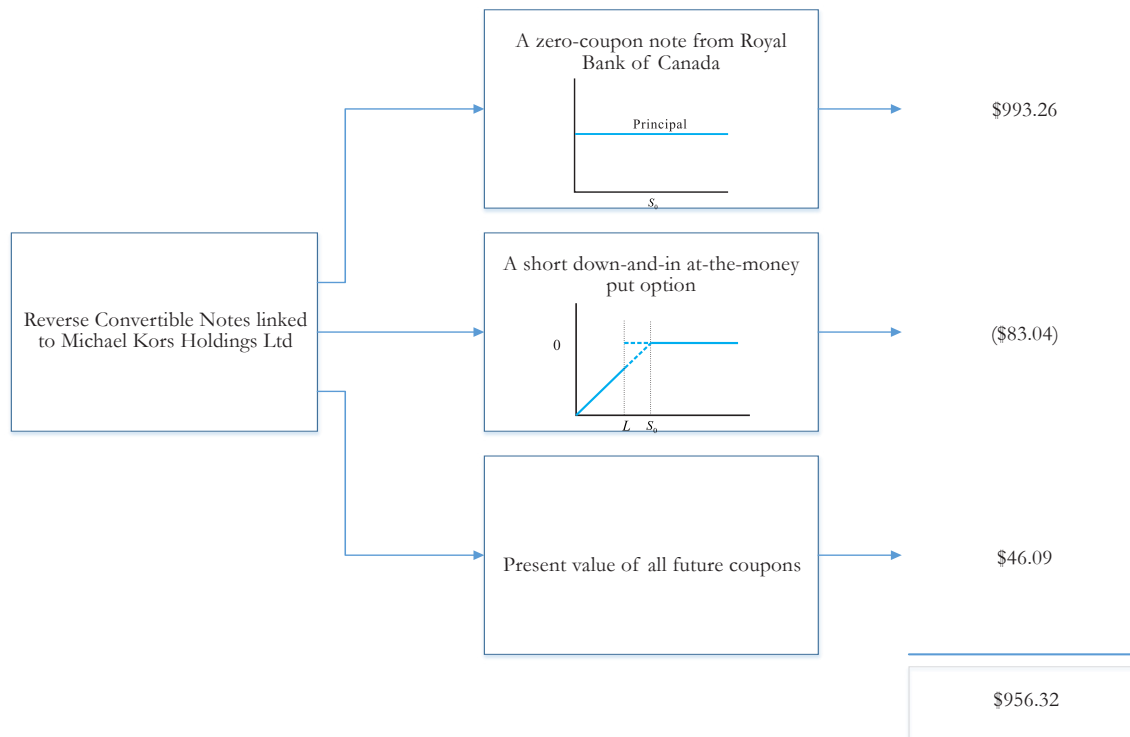 A zero-coupon note from Royal
Bank of Canada
Principal
S₀
$993.26
Reverse Convertible Notes linked
to Michael Kors Holdings Ltd
A short down-and-in at-the-money
put option
0
L S₀
($83.04)
Present value of all future coupons
$46.09
$956.32